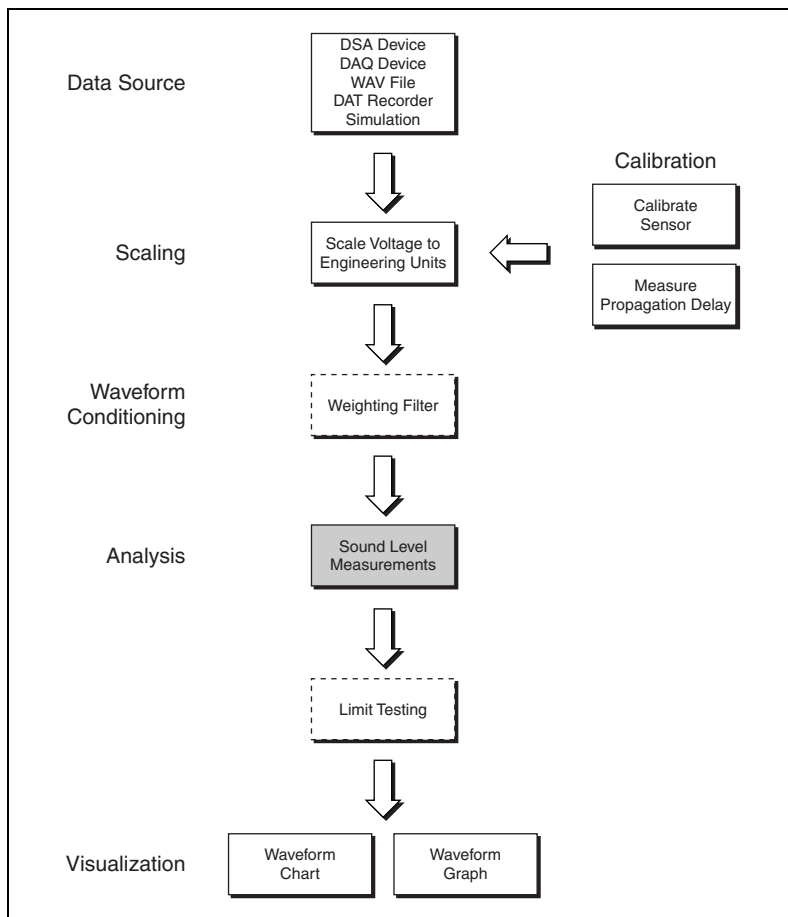 Data Source
DSA Device
DAQ Device
WAV File
DAT Recorder
Simulation
Calibration
Calibrate
Sensor
Measure
Propagation Delay
Scaling
Scale Voltage to
Engineering Units
Waveform
Conditioning
Weighting Filter
Analysis
Sound Level
Measurements
Limit Testing
Visualization
Waveform
Chart
Waveform
Graph